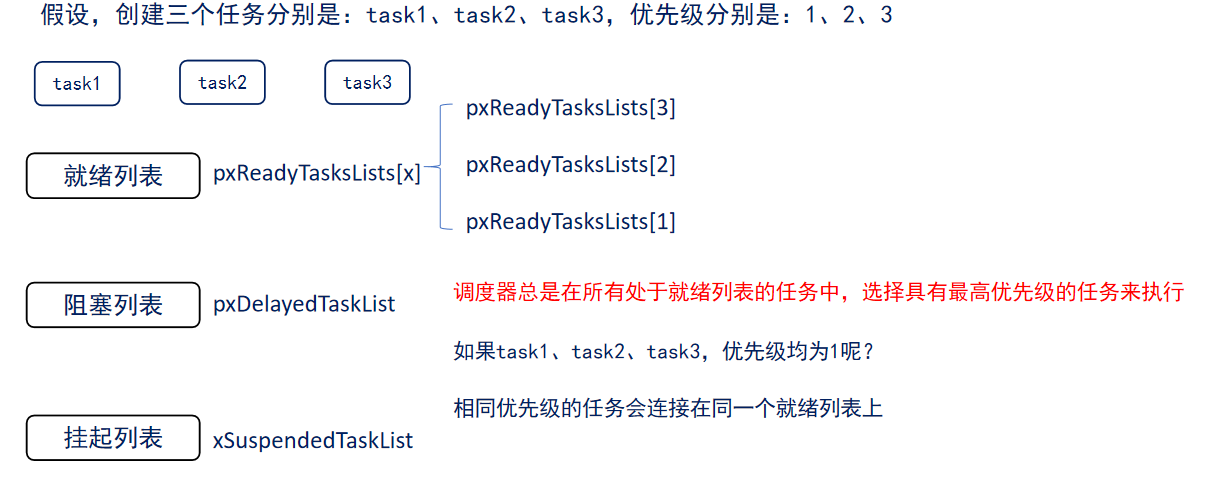 假设，创建三个任务分别是：task1、task2、task3，优先级分别是：1、2、3
task1
task2
task3
就绪列表
pxReadyTasksLists[x]
pxReadyTasksLists[3]
pxReadyTasksLists[2]
pxReadyTasksLists[1]
阻塞列表
pxDelayedTaskList
调度器总是在所有处于就绪列表的任务中，选择具有最高优先级的任务来执行
如果task1、task2、task3，优先级均为1呢？
相同优先级的任务会连接在同一个就绪列表上
挂起列表
xSuspendedTaskList